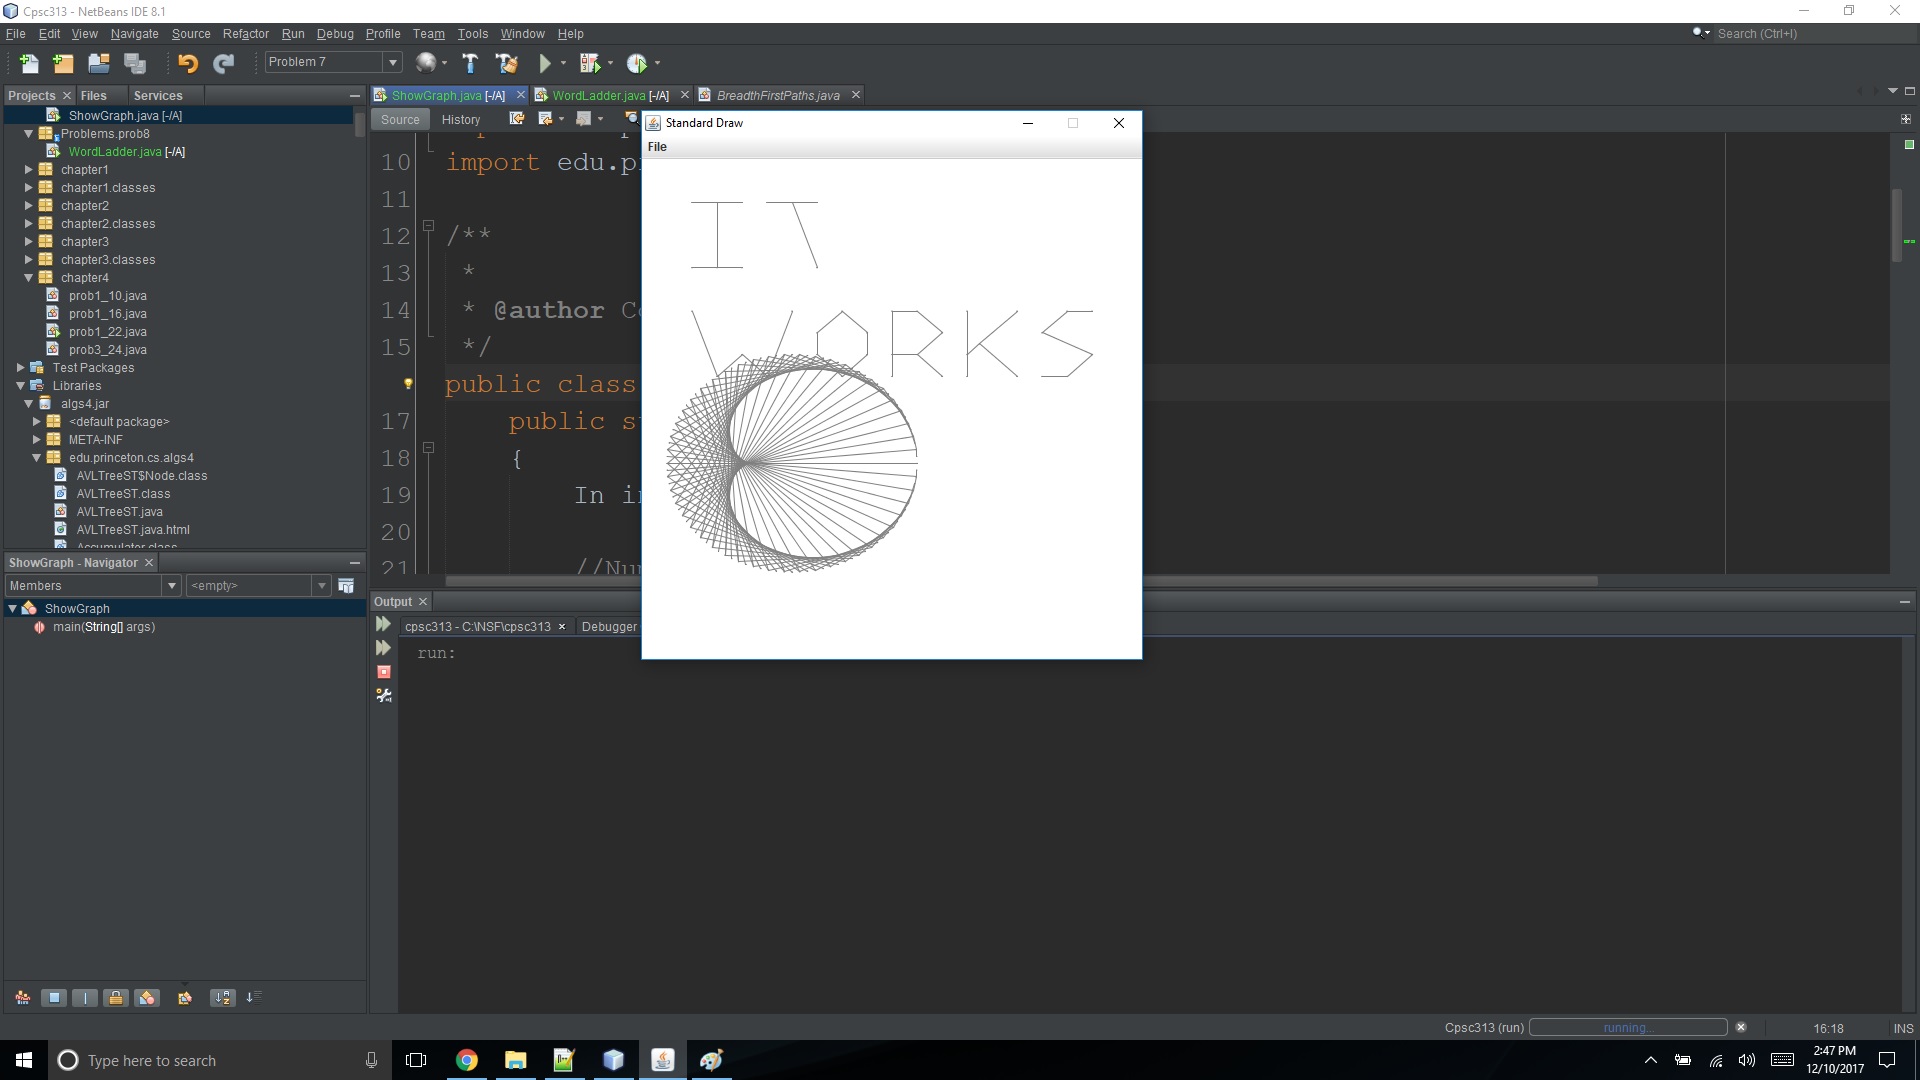 Cpsc313 - NetBeans IDE 8.1
File Edit View Navigate Source Refactor Run Debug Profile Team Tools Window Help
Search (Ctrl+I)
Problem 7
Projects Files Services
ShowGraph.java [-/A] WordLadder.java [-/A] BreadthFirstPaths.java
Source History
ShowGraph.java [-/A]
Problems.prob8
WordLadder.java [-/A]
chapter1
chapter1.classes
chapter2
chapter2.classes
chapter3
chapter3.classes
chapter4
prob1_10.java
prob1_16.java
prob1_22.java
prob3_24.java
Test Packages
Libraries
algs4.jar
<default package>
META-INF
edu.princeton.cs.algs4
AVLTreeST$Node.class
AVLTreeST.class
AVLTreeST.java
AVLTreeST.java.html
Accumulator.class
10 import edu.p
11
12 /**
13 *
14 * @author C
15 */
public class
17 public s
18 {
19 In i
20
21 //Nu
Standard Draw
File
IT
WORKS
ShowGraph - Navigator
Members <empty>
ShowGraph
main(String[] args)
Output
cpsc313 - C:\NSF\cpsc313 Debugger
run:
Cpsc313 (run) running... 16:18 INS
Type here to search
2:47 PM
12/10/2017